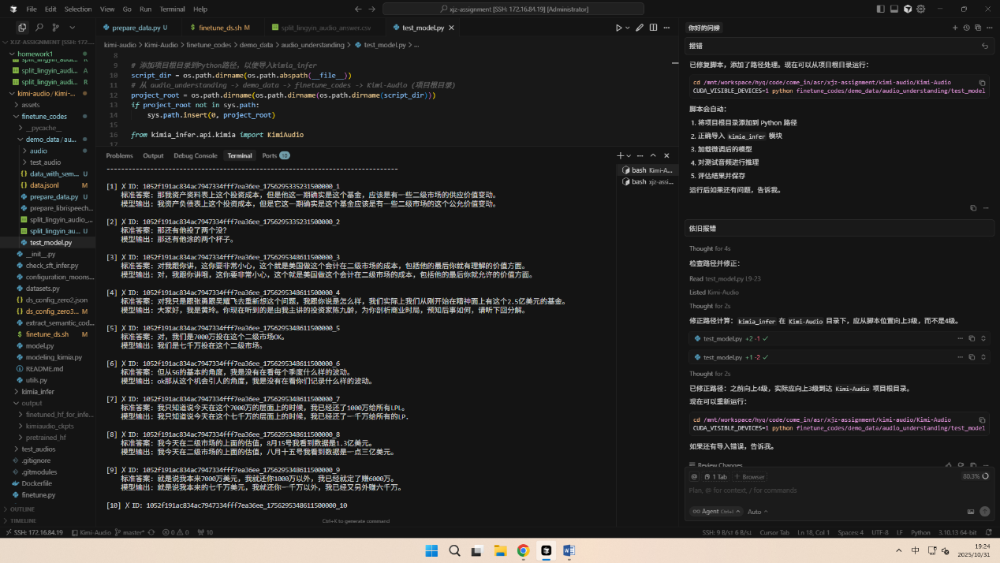 File Edit Selection View Go Run Terminal Help
xjz-assignment [SSH: 172.16.84.19] [Administrator]
prepare_data.py U
finetune_ds.sh M
split_lingyin_audio_answer.csv
test_model.py
你好的问候
XJZ-ASSIGNMENT [SSH: 172.16.84.19]
homework1
split_lingyin_audi...
split_lingyin_audi... A
split_lingyin_audi... A
kimi-audio/Kimi-...
assets
finetune_codes
__pycache__
demo_data / au...
audio
test_audio
data_with_sem... U
data.jsonl M
prepare_data.py U
prepare_librispeech...
split_lingyin_audio_...
split_lingyin_au... U
test_model.py
__init__.py
check_sft_infer.py
configuration_moons...
datasets.py
ds_config_zero2.json
ds_config_zero3... M
extract_semantic_cod...
finetune_ds.sh M
model.py
modeling_kimia.py
README.md
utils.py
kimia_infer
output
finetuned_hf_for_infe...
kimiaudio_ckpts
pretrained_hf
test_audios
.gitignore
.gitmodules
Dockerfile
finetune.py
OUTLINE
TIMELINE
kimi-audio > Kimi-Audio > finetune_codes > demo_data > audio_understanding > test_model.py > ...
8
9 # 添加项目根目录到Python路径，以便导入kimia_infer
10 script_dir = os.path.dirname(os.path.abspath(__file__))
11 # 从 audio_understanding -> demo_data -> finetune_codes -> Kimi-Audio (项目根目录)
12 project_root = os.path.dirname(os.path.dirname(os.path.dirname(script_dir)))
13 if project_root not in sys.path:
14 sys.path.insert(0, project_root)
15
16 from kimia_infer.api.kimia import KimiAudio
17
Problems Output Debug Console Terminal Ports 10
bash Kimi-A...
bash xjz-assi...
--------------------------------------------------------------------------------
[1] ✗ ID: 1052f191ac834ac7947334fff7ea36ee_1756295335231500000_1
标准答案: 那我资产资料表上这个投资成本，但是他这一期确实是这个基金，应该是有一些二级市场的供应价值变动。
模型输出: 我资产负债表上这个投资成本，但是它这一期确实是这个基金应该是有一些二级市场的这个公允价值变动。
[2] ✗ ID: 1052f191ac834ac7947334fff7ea36ee_1756295335231500000_2
标准答案: 那还有他投了两个没？
模型输出: 那还有他涂的两个杯子。
[3] ✗ ID: 1052f191ac834ac7947334fff7ea36ee_1756295348611500000_3
标准答案: 对我跟你讲，这你要非常小心，这个就是美国做这个会计在二级市场的成本，包括他的最后你就有理解的价值方面。
模型输出: 对，我跟你讲哦，这你要非常小心，这个就是美国做这个会计在二级市场的成本，包括他的最后你就允许的价值方面。
[4] ✗ ID: 1052f191ac834ac7947334fff7ea36ee_1756295348611500000_4
标准答案: 对我只是跟张勇跟吴耀飞去重新想这个问题，我跟你说是怎么样，我们实际上我们从刚开始在精神面上有这个2.5亿美元的基金。
模型输出: 大家好，我是黄玲。你现在听到的是由我主讲的投资家陈九龄，为你剖析商业时局，预知后事如何，请听下回分解。
[5] ✗ ID: 1052f191ac834ac7947334fff7ea36ee_1756295348611500000_5
标准答案: 对，我们是7000万投在这个二级市场OK。
模型输出: 我们是七千万投在这个二级市场。
[6] ✗ ID: 1052f191ac834ac7947334fff7ea36ee_1756295348611500000_6
标准答案: 但从SG的基本的角度，我是没有在看每个季度什么样的波动。
模型输出: ok那从这个机会引人的角度，我是没有在看你们记录什么样的波动。
[7] ✗ ID: 1052f191ac834ac7947334fff7ea36ee_1756295348611500000_7
标准答案: 我只知道说今天在这个7000万的层面上的时候，我已经还了1000万给所有LPL。
模型输出: 我只知道说今天在这个七千万的层面上的时候，我已经还了一千万给所有的LP.
[8] ✗ ID: 1052f191ac834ac7947334fff7ea36ee_1756295348611500000_8
标准答案: 我今天在二级市场的上面的估值，8月15号我看到数据是1.3亿美元。
模型输出: 我今天在二级市场的上面的估值，八月十五号我看到数据是一点三亿美元。
[9] ✗ ID: 1052f191ac834ac7947334fff7ea36ee_1756295348611500000_9
标准答案: 就是说我本来7000万美元，我就还你1000万以外，我已经就定了赚6000万。
模型输出: 就是说我本来的七千万美元，我就还你一千万以外，我已经又另外赚六千万。
[10] ✗ ID: 1052f191ac834ac7947334fff7ea36ee_1756295348611500000_10
Ctrl+K to generate command
报错
已修复脚本，添加了路径处理。现在可以从项目根目录运行：
cd /mnt/workspace/hyq/code/come_in/asr/xjz-assignment/kimi-audio/Kimi-Audio
CUDA_VISIBLE_DEVICES=1 python finetune_codes/demo_data/audio_understanding/test_model
脚本会自动：
1. 将项目根目录添加到 Python 路径
2. 正确导入 kimia_infer 模块
3. 加载微调后的模型
4. 对测试音频进行推理
5. 评估结果并保存
运行后如果还有问题，告诉我。
依旧报错
Thought for 4s
检查路径并修正：
Read test_model.py L9-23
Listed Kimi-Audio
Thought for 2s
修正路径计算：kimia_infer 在 Kimi-Audio 目录下，应从脚本位置向上3级，而不是4级。
test_model.py +2 -1
test_model.py +1 -2
Thought for 2s
已修正路径：之前向上4级，实际应向上3级到达 Kimi-Audio 项目根目录。
现在可以重新运行：
cd /mnt/workspace/hyq/code/come_in/asr/xjz-assignment/kimi-audio/Kimi-Audio
CUDA_VISIBLE_DEVICES=1 python finetune_codes/demo_data/audio_understanding/test_model
如果还有导入错误，告诉我。
Review Changes
@ 1 Tab + Browser 80.3%
Plan, @ for context, / for commands
Agent Ctrl+I Auto
SSH: 172.16.84.19 Kimi-Audio master* 0 0 10
SSH: 9 B/s↑ 6 B/s↓ Cursor Tab Ln 18, Col 1 Spaces: 4 UTF-8 LF Python 3.10.13 64-bit
中
19:24
2025/10/31